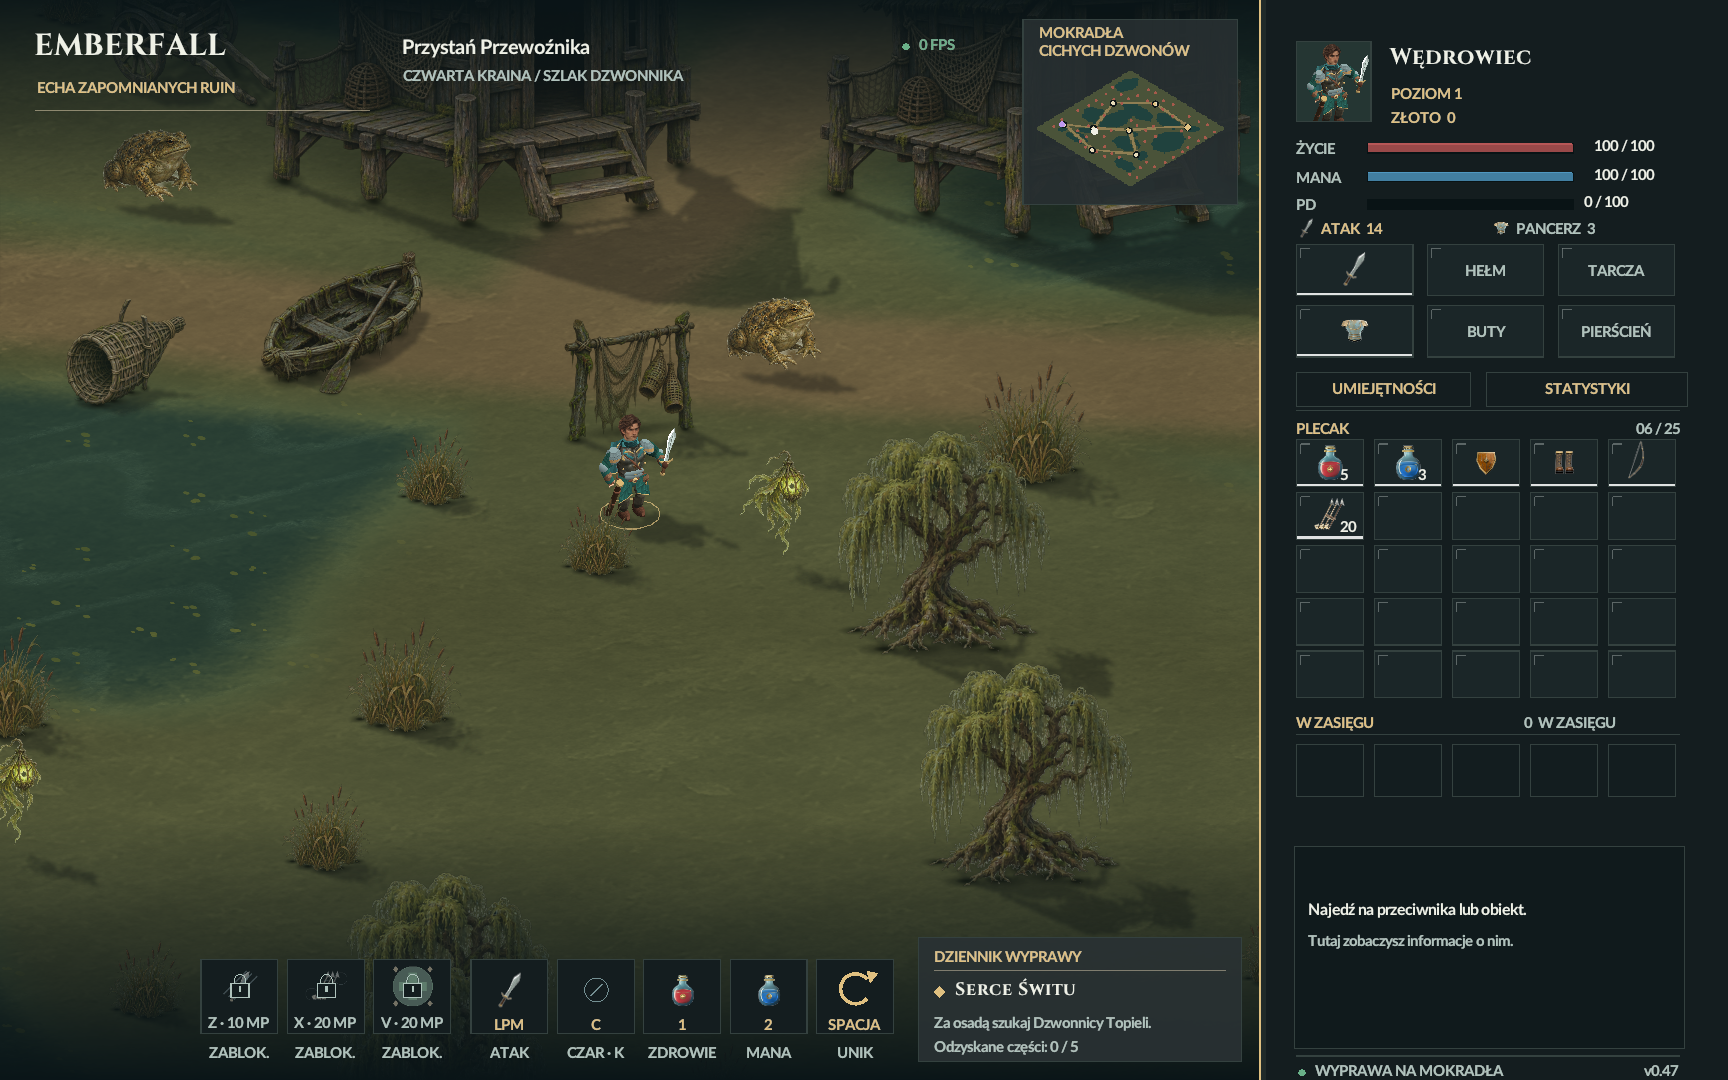 EMBERFALL
ECHA ZAPOMNIANYCH RUIN
Przystań Przewoźnika
CZWARTA KRAINA / SZLAK DZWONNIKA
0 FPS
MOKRADŁA
CICHYCH DZWONÓW
WĘDROWIEC
POZIOM 1
ZŁOTO 0
ŻYCIE 100 / 100
MANA 100 / 100
PD 0 / 100
ATAK 14 PANCERZ 3
HEŁM TARCZA
BUTY PIERŚCIEŃ
UMIEJĘTNOŚCI STATYSTYKI
PLECAK 06 / 25
5 3
20
W ZASIĘGU 0 W ZASIĘGU
Najedź na przeciwnika lub obiekt.
Tutaj zobaczysz informacje o nim.
WYPRAWA NA MOKRADŁA v0.47
DZIENNIK WYPRAWY
SERCE ŚWITU
Za osadą szukaj Dzwonnicy Topieli.
Odzyskane części: 0 / 5
Z · 10 MP X · 20 MP V · 20 MP LPM C 1 2 SPACJA
ZABLOK. ZABLOK. ZABLOK. ATAK CZAR · K ZDROWIE MANA UNIK